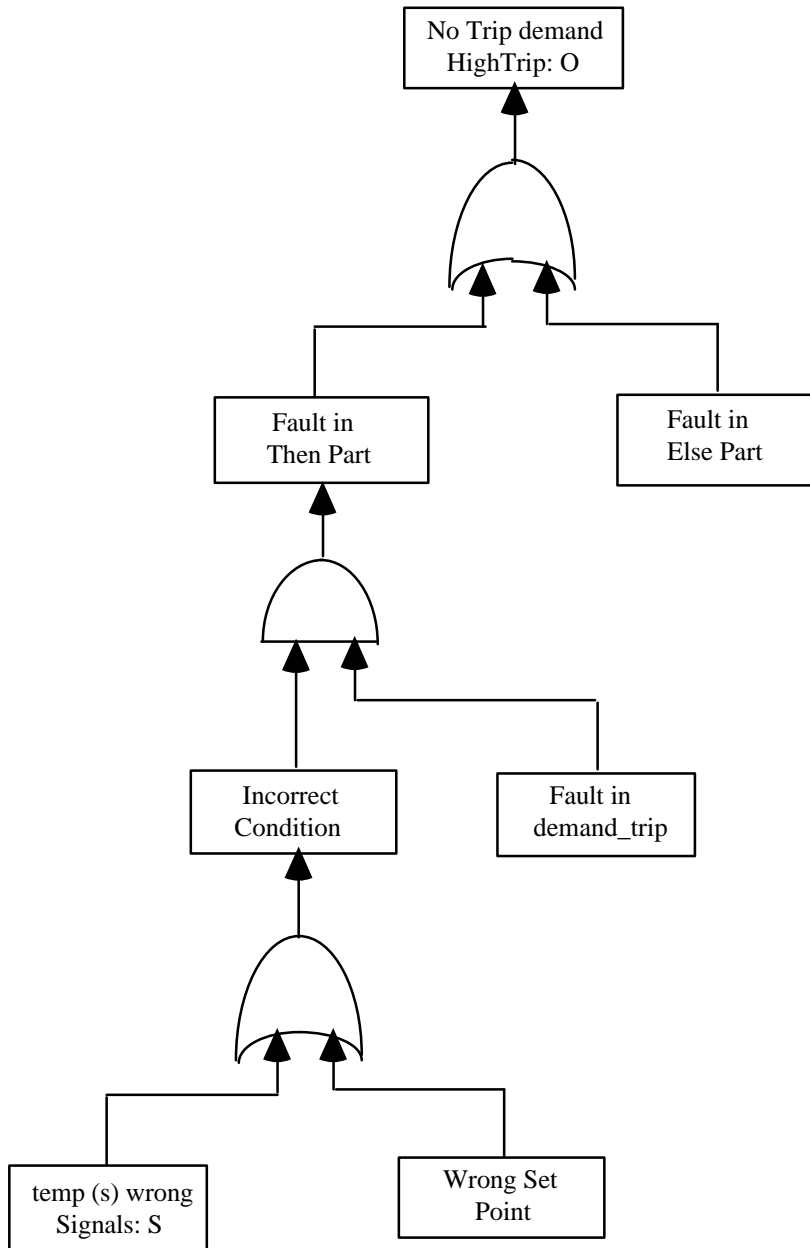 No Trip demand
HighTrip: O
Fault in
Then Part
Fault in
Else Part
Incorrect
Condition
Fault in
demand_trip
temp (s) wrong
Signals: S
Wrong Set
Point